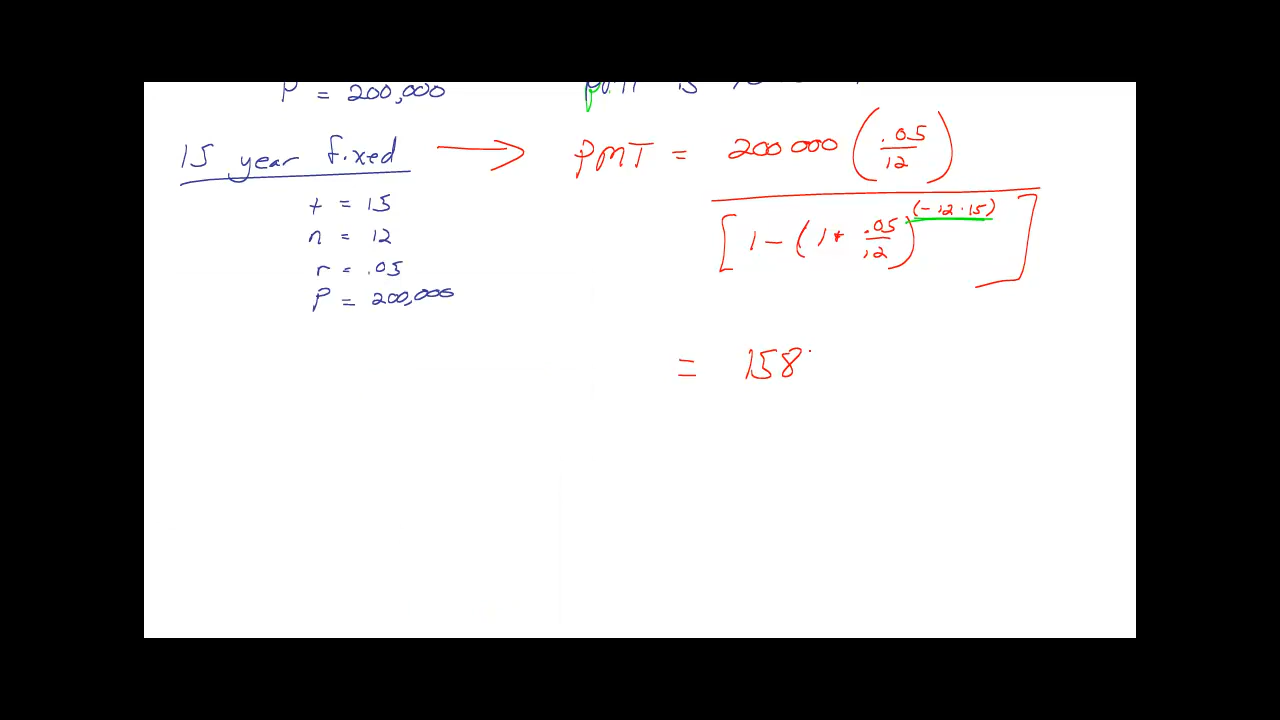 P = 200,000
15 year fixed → PMT = 200 000 (.05/12)
t = 15
[1 - (1 + .05/12)^(-12·15)]
n = 12
r = .05
P = 200,000
= 158